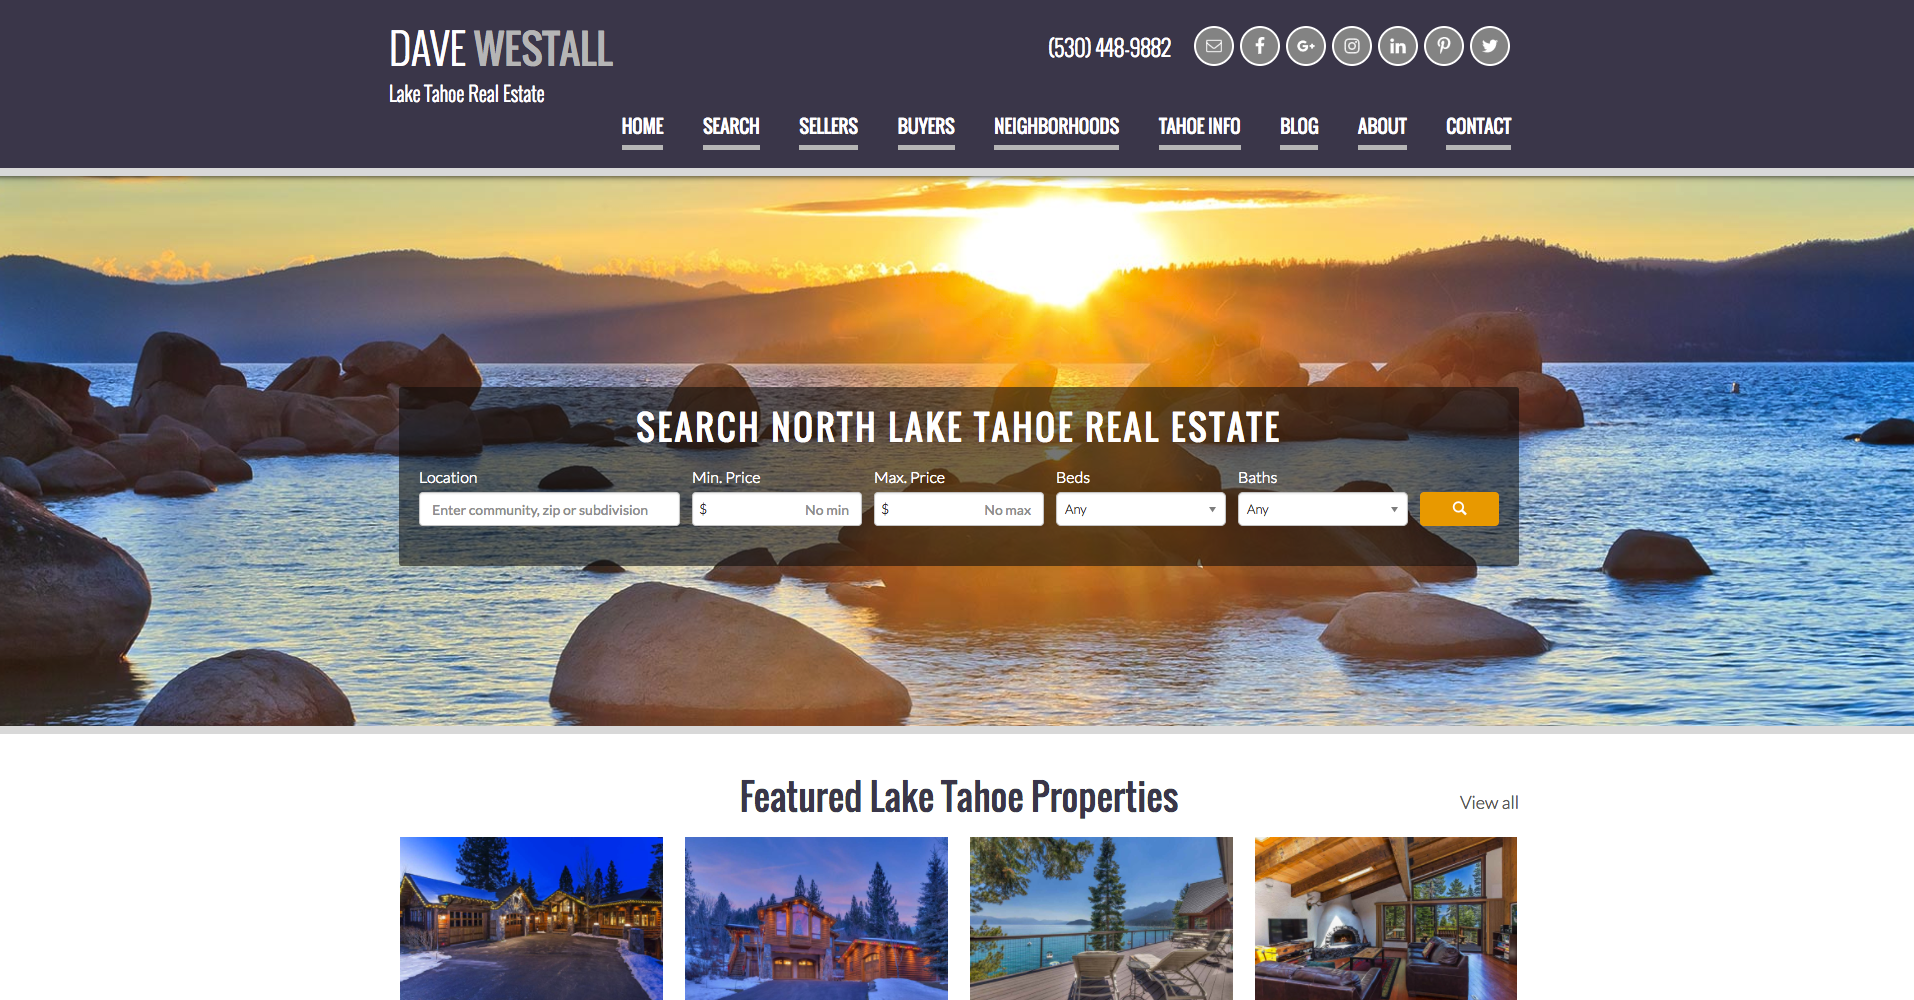 DAVE WESTALL
(530) 448-9882
Lake Tahoe Real Estate
HOME SEARCH SELLERS BUYERS NEIGHBORHOODS TAHOE INFO BLOG ABOUT CONTACT
SEARCH NORTH LAKE TAHOE REAL ESTATE
Location Min. Price Max. Price Beds Baths
Enter community, zip or subdivision $ No min $ No max Any Any
Featured Lake Tahoe Properties
View all